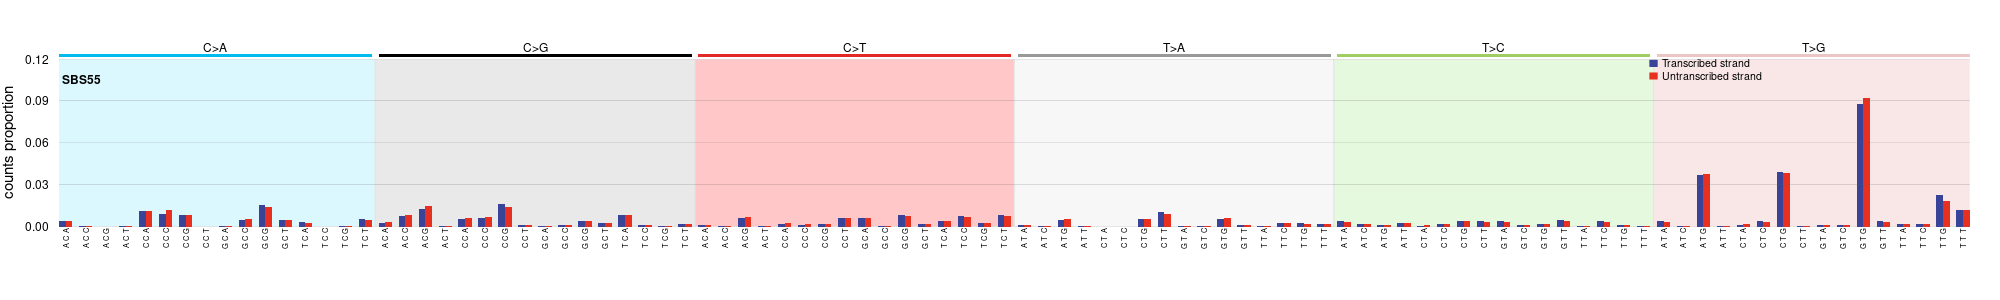 C>A C>G C>T T>A T>C T>G
0.12
SBS55
Transcribed strand
Untranscribed strand
0.09
0.06
0.03
0.00
counts proportion
ACA ACC ACG ACT CCA CCC CCG CCT GCA GCC GCG GCT TCA TCC TCG TCT ACA ACC ACG ACT CCA CCC CCG CCT GCA GCC GCG GCT TCA TCC TCG TCT ACA ACC ACG ACT CCA CCC CCG CCT GCA GCC GCG GCT TCA TCC TCG TCT ATA ATC ATG ATT CTA CTC CTG CTT GTA GTC GTG GTT TTA TTC TTG TTT ATA ATC ATG ATT CTA CTC CTG CTT GTA GTC GTG GTT TTA TTC TTG TTT ATA ATC ATG ATT CTA CTC CTG CTT GTA GTC GTG GTT TTA TTC TTG TTT